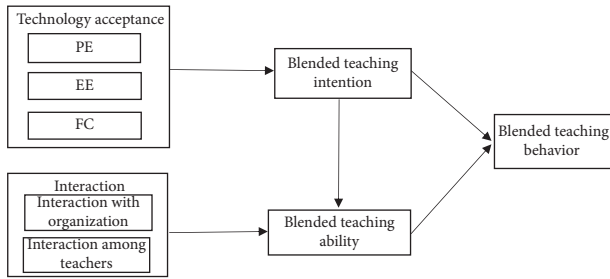 Technology acceptance
PE
EE
FC
Blended teaching
intention
Blended teaching
behavior
Interaction
Interaction with
organization
Interaction among
teachers
Blended teaching
ability